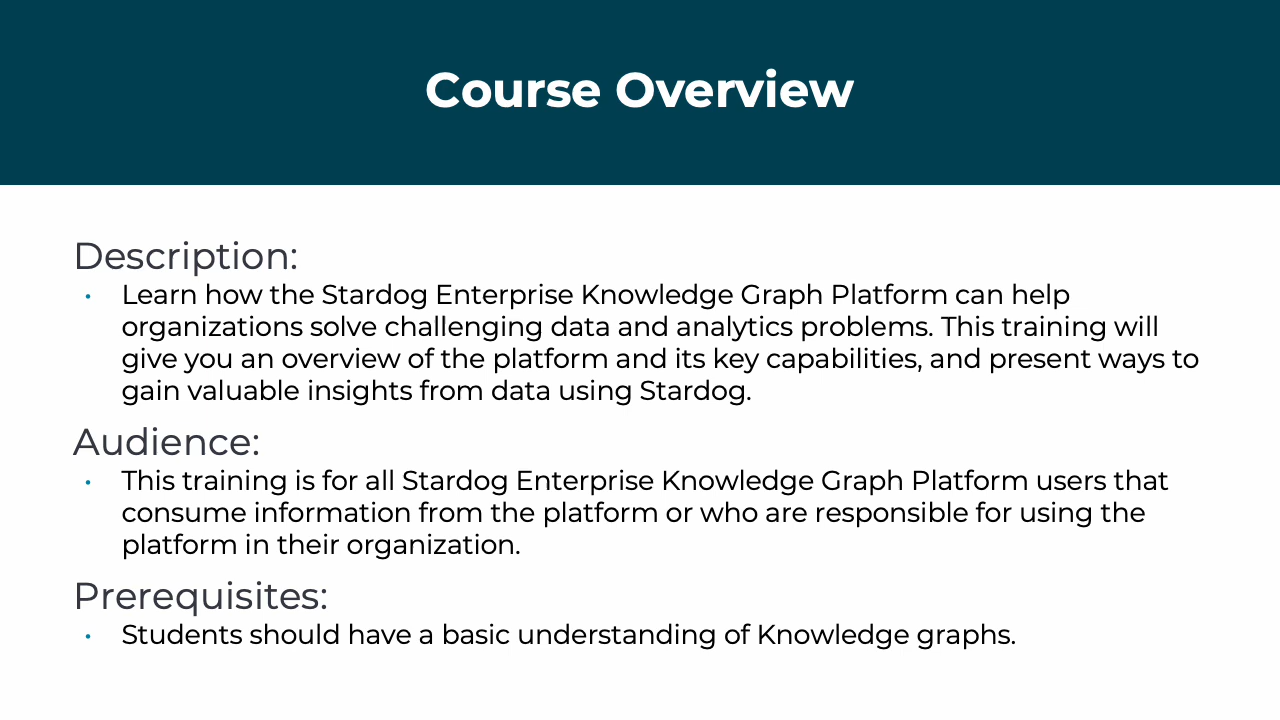 Course Overview
Description:
• Learn how the Stardog Enterprise Knowledge Graph Platform can help
organizations solve challenging data and analytics problems. This training will
give you an overview of the platform and its key capabilities, and present ways to
gain valuable insights from data using Stardog.
Audience:
• This training is for all Stardog Enterprise Knowledge Graph Platform users that
consume information from the platform or who are responsible for using the
platform in their organization.
Prerequisites:
• Students should have a basic understanding of Knowledge graphs.